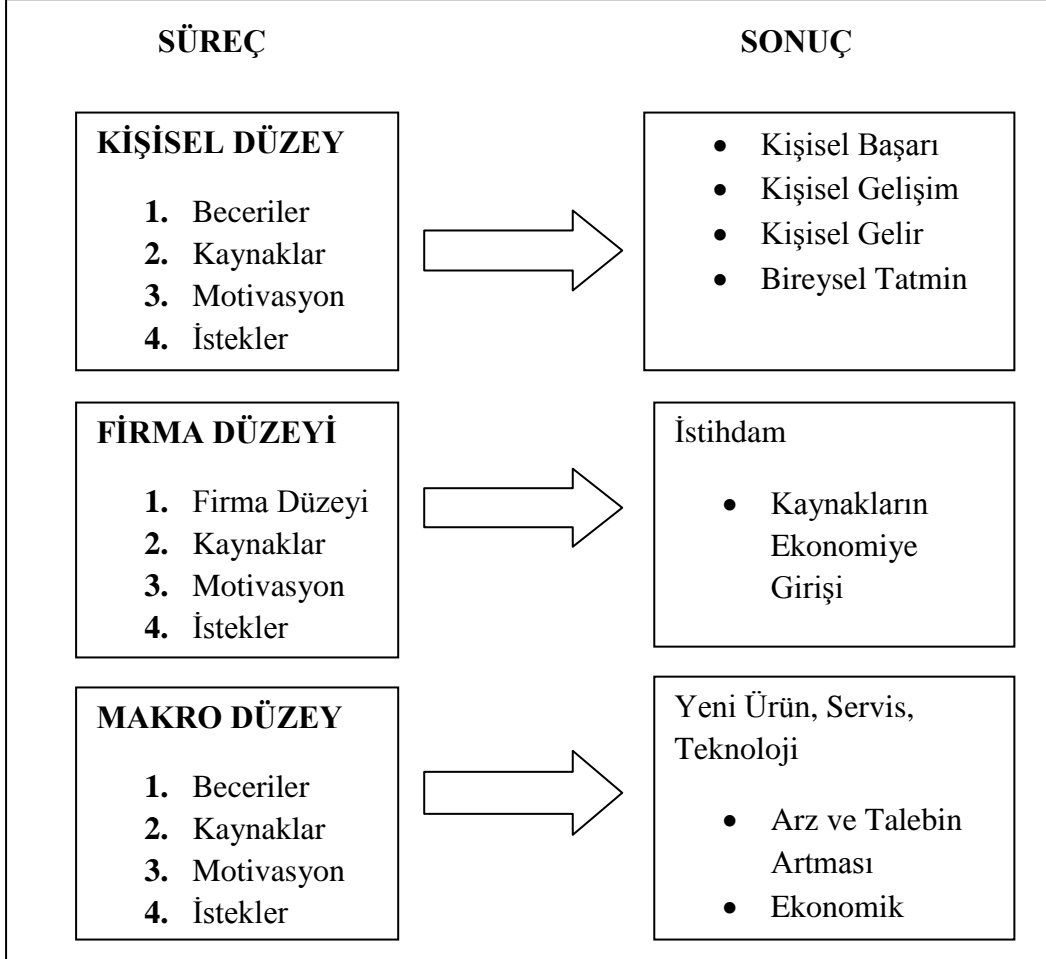 SÜREÇ
SONUÇ
KİŞİSEL DÜZEY
1. Beceriler
2. Kaynaklar
3. Motivasyon
4. İstekler
• Kişisel Başarı
• Kişisel Gelişim
• Kişisel Gelir
• Bireysel Tatmin
FİRMA DÜZEYİ
1. Firma Düzeyi
2. Kaynaklar
3. Motivasyon
4. İstekler
İstihdam
• Kaynakların
Ekonomiye
Girişi
MAKRO DÜZEY
1. Beceriler
2. Kaynaklar
3. Motivasyon
4. İstekler
Yeni Ürün, Servis,
Teknoloji
• Arz ve Talebin
Artması
• Ekonomik